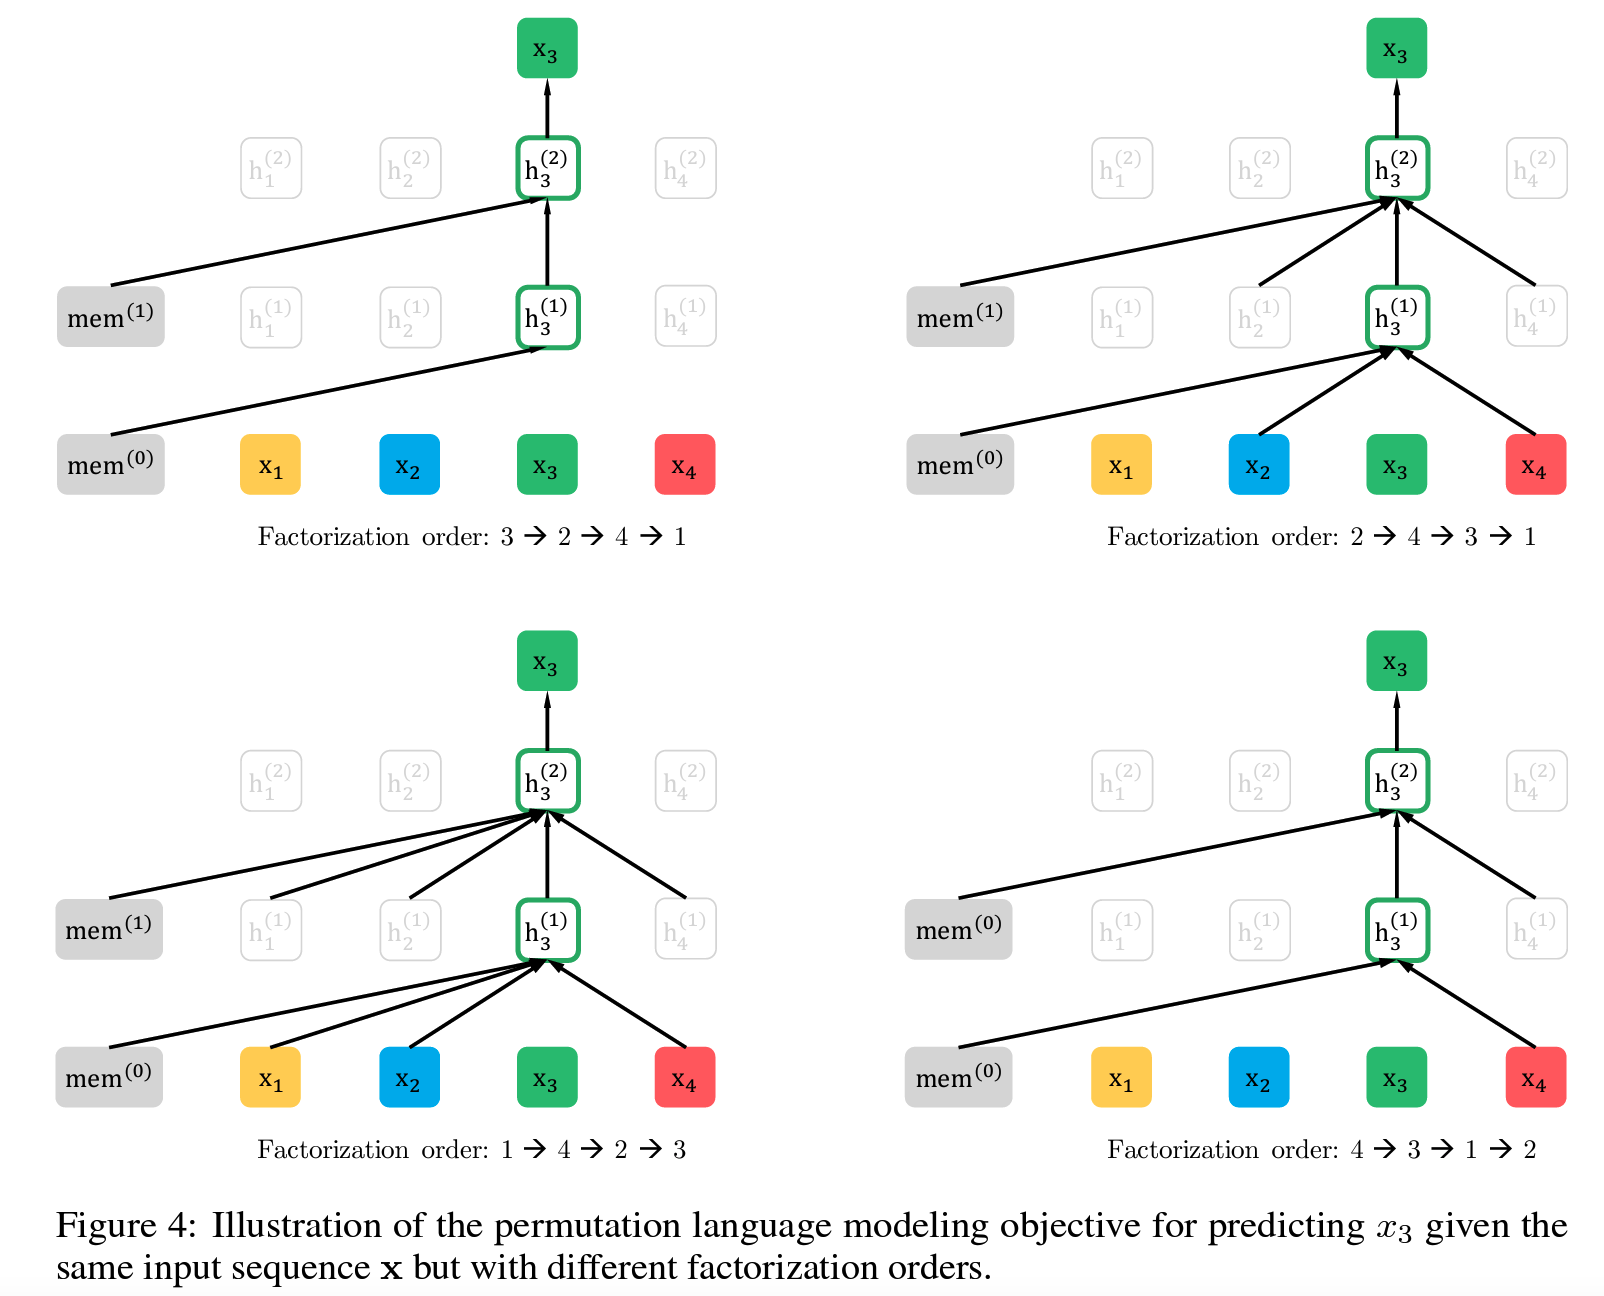 x₃
x₃
h₁⁽²⁾ h₂⁽²⁾ h₃⁽²⁾ h₄⁽²⁾
h₁⁽²⁾ h₂⁽²⁾ h₃⁽²⁾ h₄⁽²⁾
mem⁽¹⁾ h₁⁽¹⁾ h₂⁽¹⁾ h₃⁽¹⁾ h₄⁽¹⁾
mem⁽¹⁾ h₁⁽¹⁾ h₂⁽¹⁾ h₃⁽¹⁾ h₄⁽¹⁾
mem⁽⁰⁾ x₁ x₂ x₃ x₄
mem⁽⁰⁾ x₁ x₂ x₃ x₄
Factorization order: 3 → 2 → 4 → 1
Factorization order: 2 → 4 → 3 → 1
x₃
x₃
h₁⁽²⁾ h₂⁽²⁾ h₃⁽²⁾ h₄⁽²⁾
h₁⁽²⁾ h₂⁽²⁾ h₃⁽²⁾ h₄⁽²⁾
mem⁽¹⁾ h₁⁽¹⁾ h₂⁽¹⁾ h₃⁽¹⁾ h₄⁽¹⁾
mem⁽⁰⁾ h₁⁽¹⁾ h₂⁽¹⁾ h₃⁽¹⁾ h₄⁽¹⁾
mem⁽⁰⁾ x₁ x₂ x₃ x₄
mem⁽⁰⁾ x₁ x₂ x₃ x₄
Factorization order: 1 → 4 → 2 → 3
Factorization order: 4 → 3 → 1 → 2
Figure 4: Illustration of the permutation language modeling objective for predicting x₃ given the
same input sequence x but with different factorization orders.